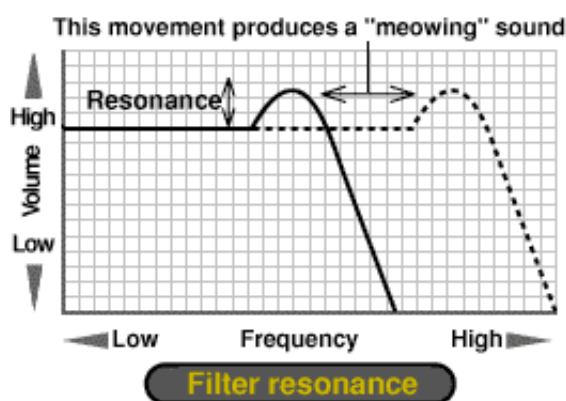 This movement produces a "meowing" sound
Resonance
High
Volume
Low
Low Frequency High
Filter resonance